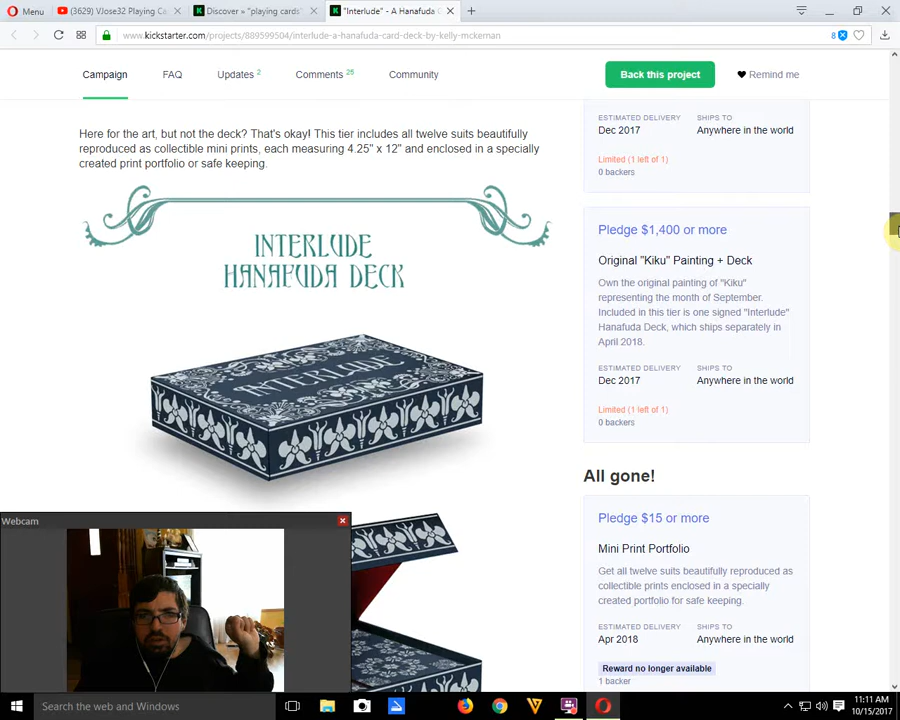 Menu
(3629) VJose32 Playing Ca
Discover » "playing cards"
"Interlude" - A Hanafuda C
www.kickstarter.com/projects/889599504/interlude-a-hanafuda-card-deck-by-kelly-mckeman
8
Campaign
FAQ
Updates 2
Comments 25
Community
Back this project
Remind me
Here for the art, but not the deck? That's okay! This tier includes all twelve suits beautifully
reproduced as collectible mini prints, each measuring 4.25" x 12" and enclosed in a specially
created print portfolio or safe keeping.
INTERLUDE
HANAFUDA DECK
INTERLUDE
ESTIMATED DELIVERY
SHIPS TO
Dec 2017
Anywhere in the world
Limited (1 left of 1)
0 backers
Pledge $1,400 or more
Original "Kiku" Painting + Deck
Own the original painting of "Kiku"
representing the month of September.
Included in this tier is one signed "Interlude"
Hanafuda Deck, which ships separately in
April 2018.
ESTIMATED DELIVERY
SHIPS TO
Dec 2017
Anywhere in the world
Limited (1 left of 1)
0 backers
All gone!
Pledge $15 or more
Mini Print Portfolio
Get all twelve suits beautifully reproduced as
collectible prints enclosed in a specially
created portfolio for safe keeping.
ESTIMATED DELIVERY
SHIPS TO
Apr 2018
Anywhere in the world
Reward no longer available
1 backer
Webcam
Search the web and Windows
11:11 AM
10/15/2017